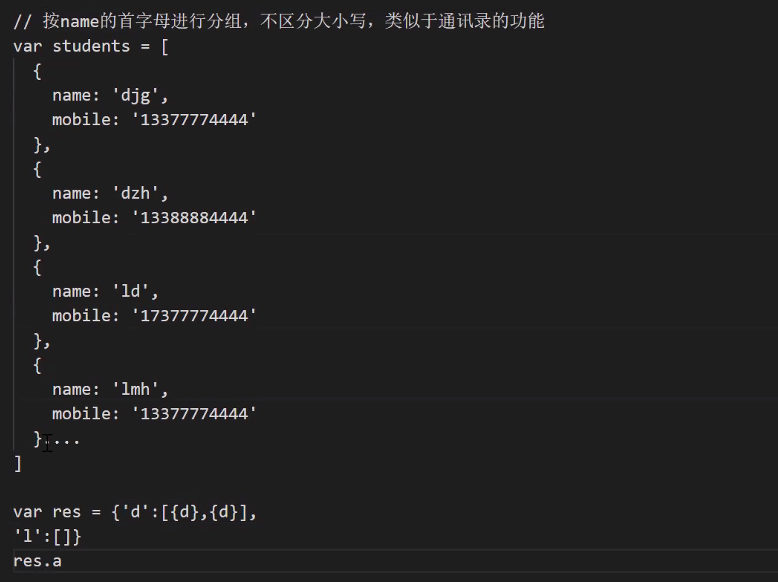 // 按name的首字母进行分组，不区分大小写，类似于通讯录的功能
var students = [
  {
    name: 'djg',
    mobile: '13377774444'
  },
  {
    name: 'dzh',
    mobile: '13388884444'
  },
  {
    name: 'ld',
    mobile: '17377774444'
  },
  {
    name: 'lmh',
    mobile: '13377774444'
  }....
]
var res = {'d':[{d},{d}],
'l':[]}
res.a